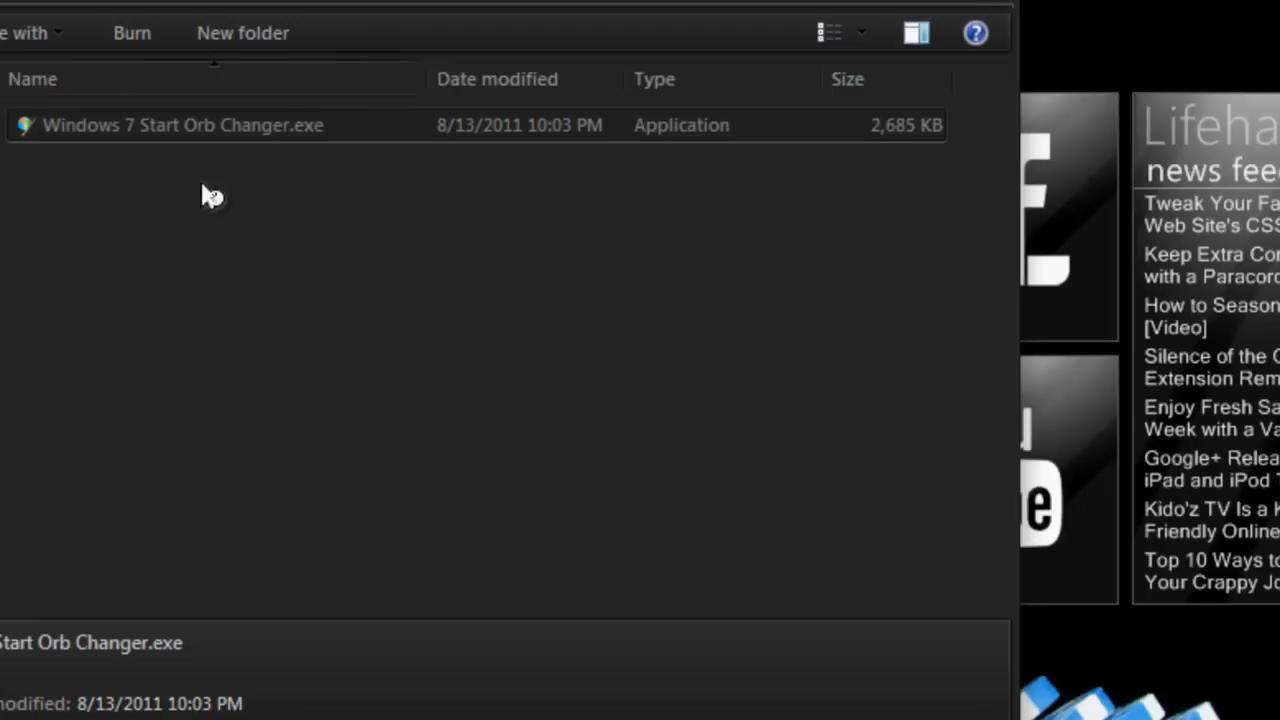 e with Burn New folder
Name Date modified Type Size
Windows 7 Start Orb Changer.exe 8/13/2011 10:03 PM Application 2,685 KB
Lifeha
news fee
Tweak Your Fa
Web Site's CSS
Keep Extra Cor
with a Paracord
How to Season
[Video]
Silence of the
Extension Rem
Enjoy Fresh Sa
Week with a Va
Google+ Relea
iPad and iPod
Kido'z TV Is a K
Friendly Online
Top 10 Ways to
Your Crappy Jo
Start Orb Changer.exe
modified: 8/13/2011 10:03 PM